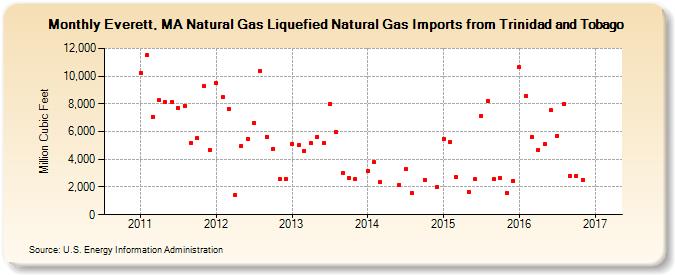 Monthly Everett, MA Natural Gas Liquefied Natural Gas Imports from Trinidad and Tobago
Million Cubic Feet
12,000
10,000
8,000
6,000
4,000
2,000
0
2011 2012 2013 2014 2015 2016 2017
Source: U.S. Energy Information Administration